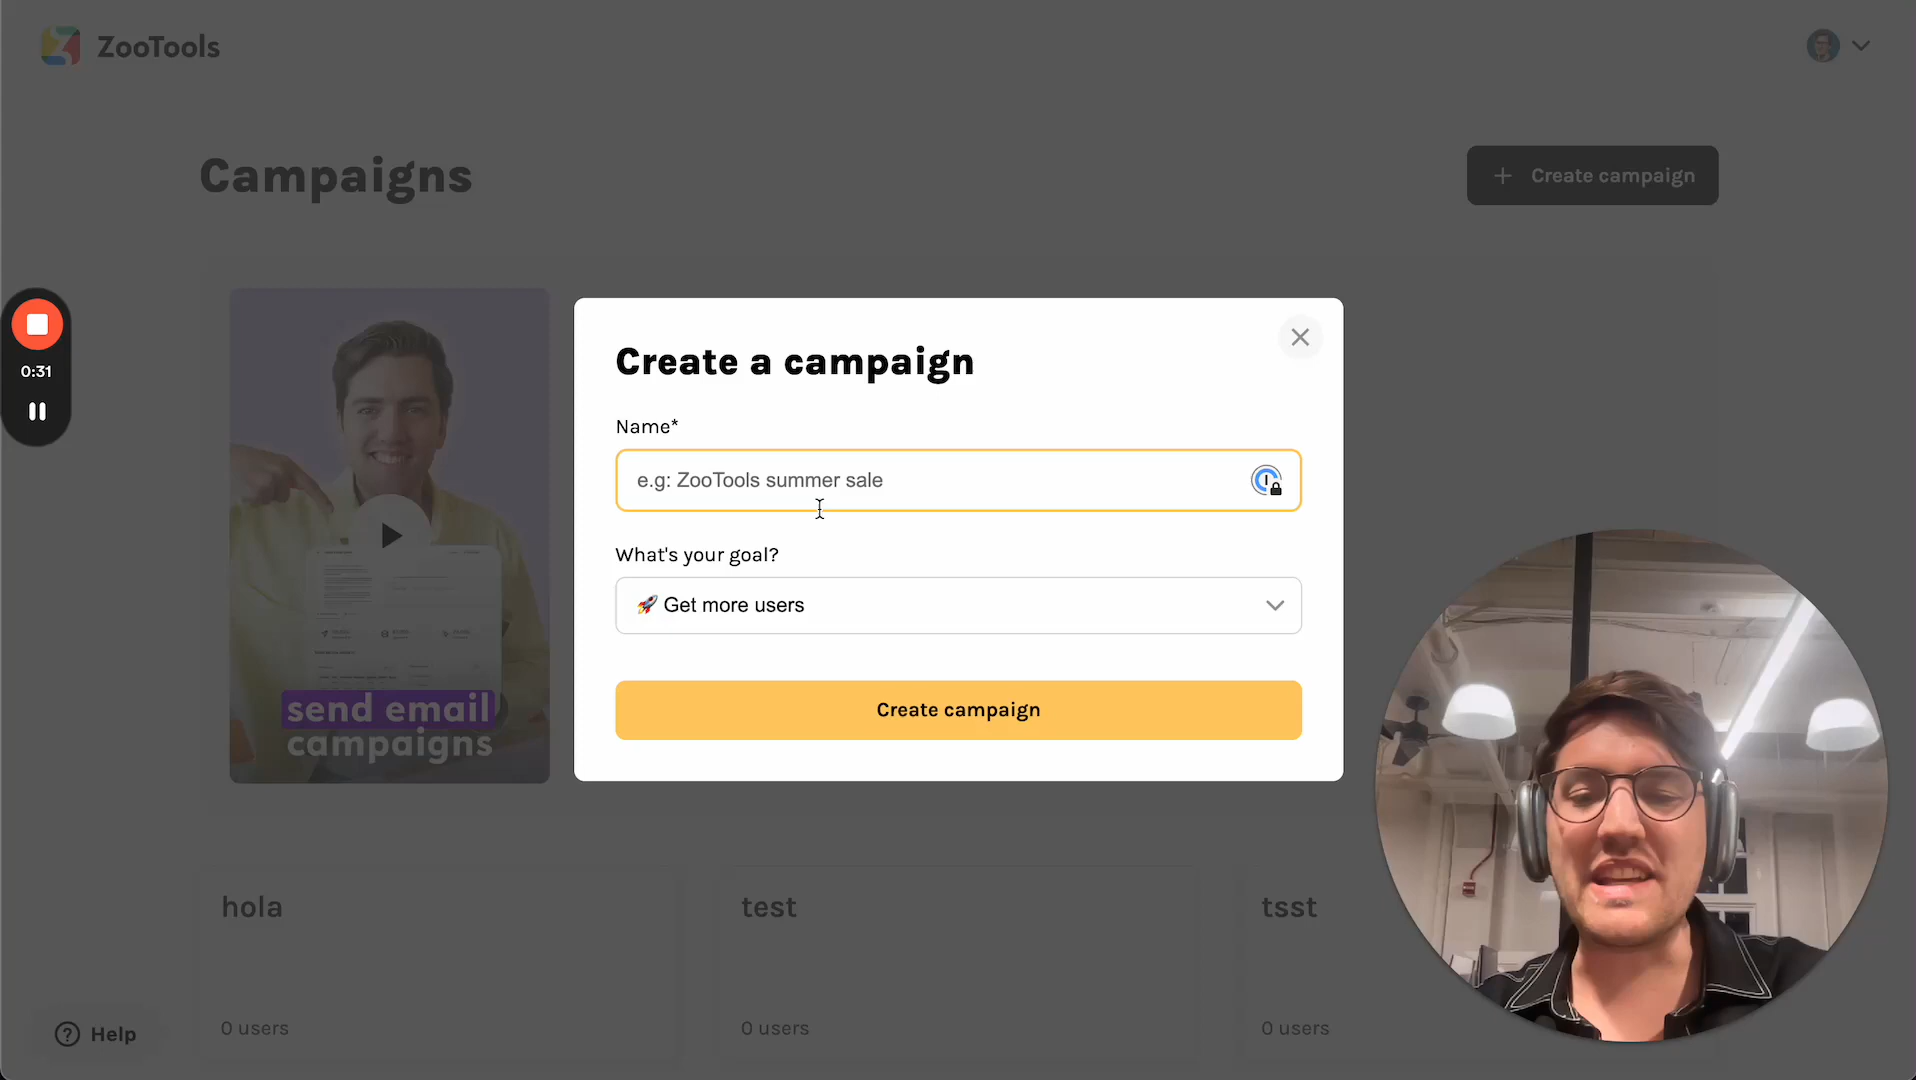 ZooTools
Campaigns
+ Create campaign
0:31
send email
campaigns
Create a campaign
Name*
e.g: ZooTools summer sale
What's your goal?
🚀 Get more users
Create campaign
hola
test
tsst
0 users
0 users
0 users
Help